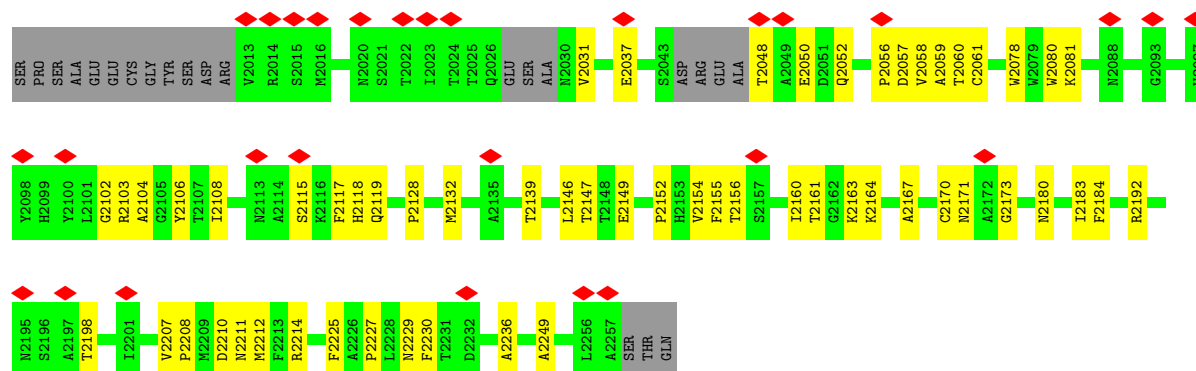 SER PRO SER ALA GLU GLU CYS GLY TYR SER ASP ARG V2013 R2014 S2015 M2016 N2020 S2021 T2022 I2023 T2024 T2025 Q2026 GLU SER ALA N2030 V2031 E2037 S2043 ASP ARG GLU ALA T2048 A2049 E2050 D2051 Q2052 P2056 D2057 V2058 A2059 T2060 C2061 W2078 W2079 W2080 K2081 N2088 G2093
Y2098 H2099 Y2100 L2101 G2102 R2103 A2104 G2105 Y2106 T2107 I2108 N2113 A2114 S2115 K2116 F2117 H2118 Q2119 P2128 M2132 A2135 T2139 L2146 T2147 T2148 E2149 P2152 H2153 V2154 F2155 T2156 S2157 I2160 T2161 G2162 K2163 K2164 A2167 C2170 N2171 A2172 G2173 N2180 I2183 F2184 R2192
N2195 S2196 A2197 T2198 I2201 V2207 P2208 M2209 D2210 N2211 M2212 F2213 R2214 F2225 A2226 P2227 L2228 N2229 F2230 T2231 D2232 A2236 A2249 L2256 A2257 SER THR GLN